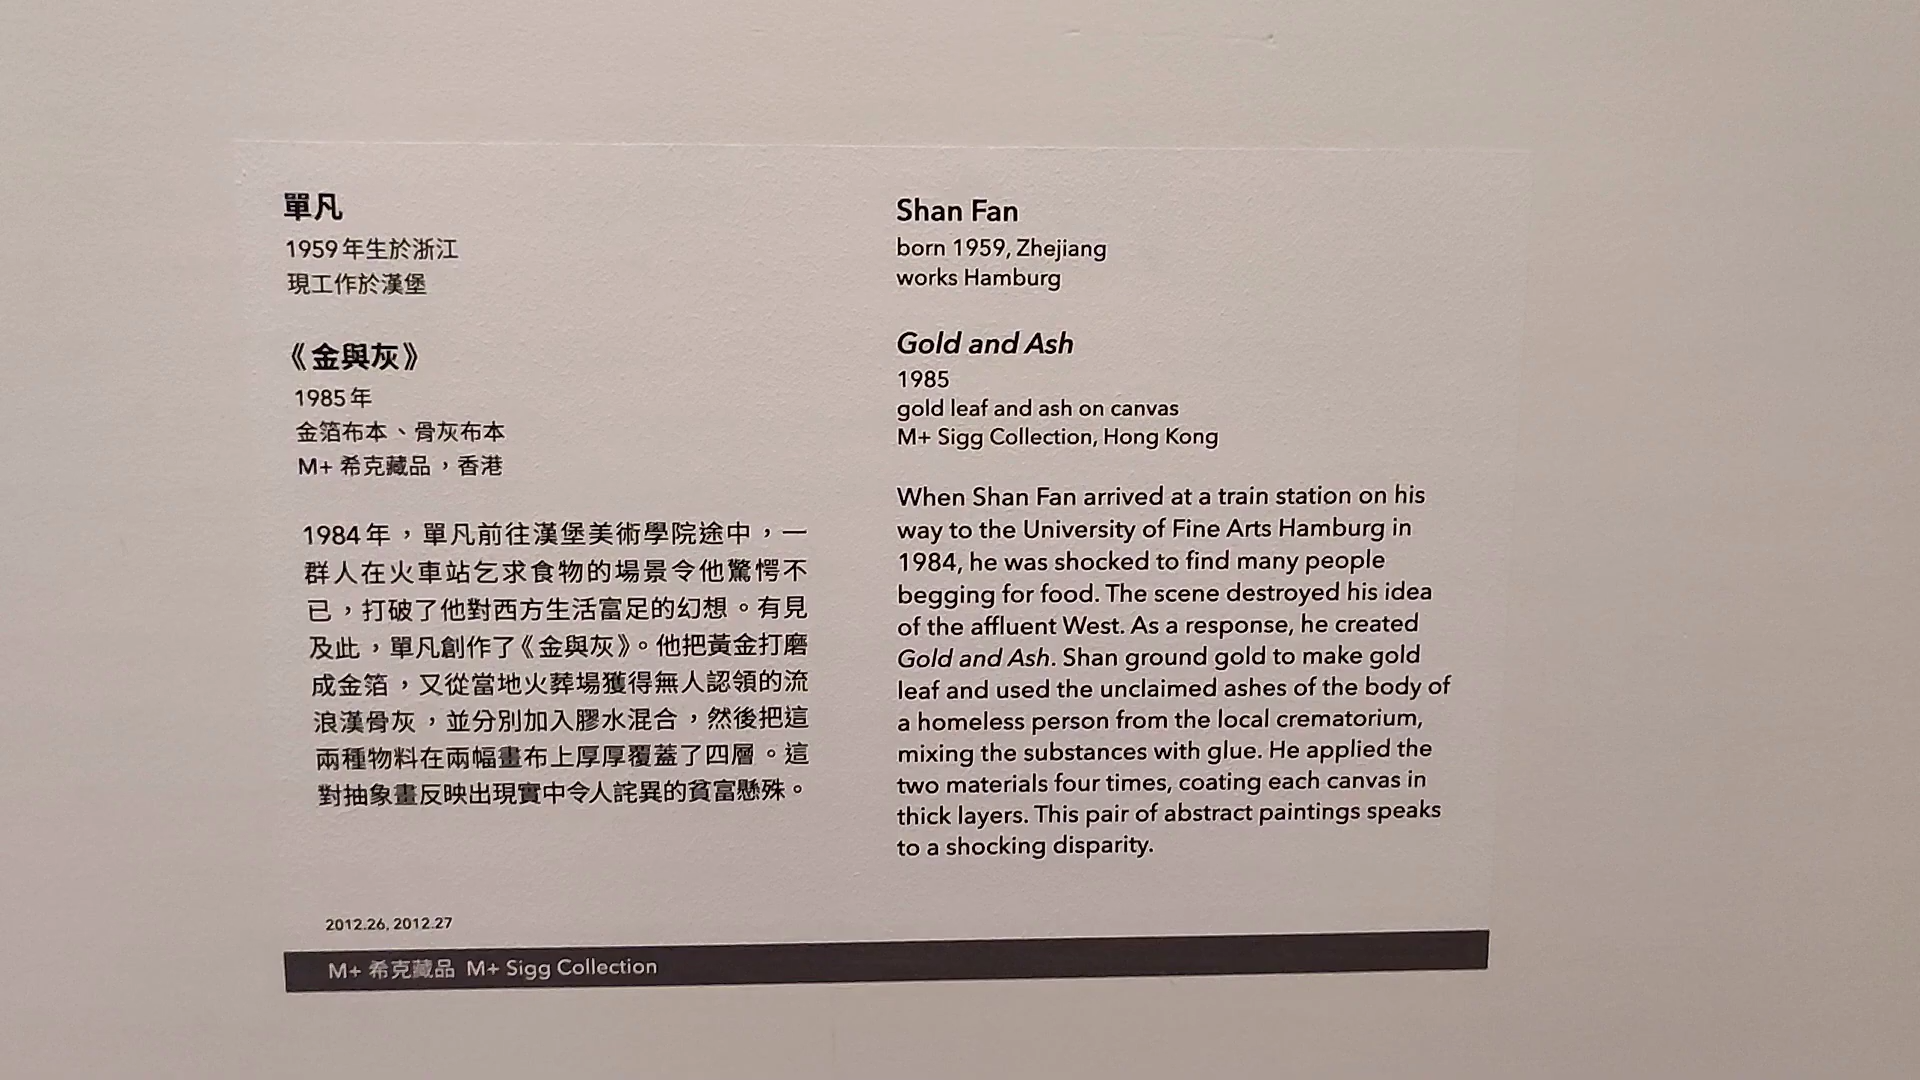 單凡
1959年生於浙江
現工作於漢堡
《金與灰》
1985年
金箔布本、骨灰布本
M+ 希克藏品，香港
1984年，單凡前往漢堡美術學院途中，一
群人在火車站乞求食物的場景令他驚愕不
已，打破了他對西方生活富足的幻想。有見
及此，單凡創作了《金與灰》。他把黃金打磨
成金箔，又從當地火葬場獲得無人認領的流
浪漢骨灰，並分別加入膠水混合，然後把這
兩種物料在兩幅畫布上厚厚覆蓋了四層。這
對抽象畫反映出現實中令人詫異的貧富懸殊。
2012.26, 2012.27
Shan Fan
born 1959, Zhejiang
works Hamburg
Gold and Ash
1985
gold leaf and ash on canvas
M+ Sigg Collection, Hong Kong
When Shan Fan arrived at a train station on his
way to the University of Fine Arts Hamburg in
1984, he was shocked to find many people
begging for food. The scene destroyed his idea
of the affluent West. As a response, he created
Gold and Ash. Shan ground gold to make gold
leaf and used the unclaimed ashes of the body of
a homeless person from the local crematorium,
mixing the substances with glue. He applied the
two materials four times, coating each canvas in
thick layers. This pair of abstract paintings speaks
to a shocking disparity.
M+ 希克藏品 M+ Sigg Collection